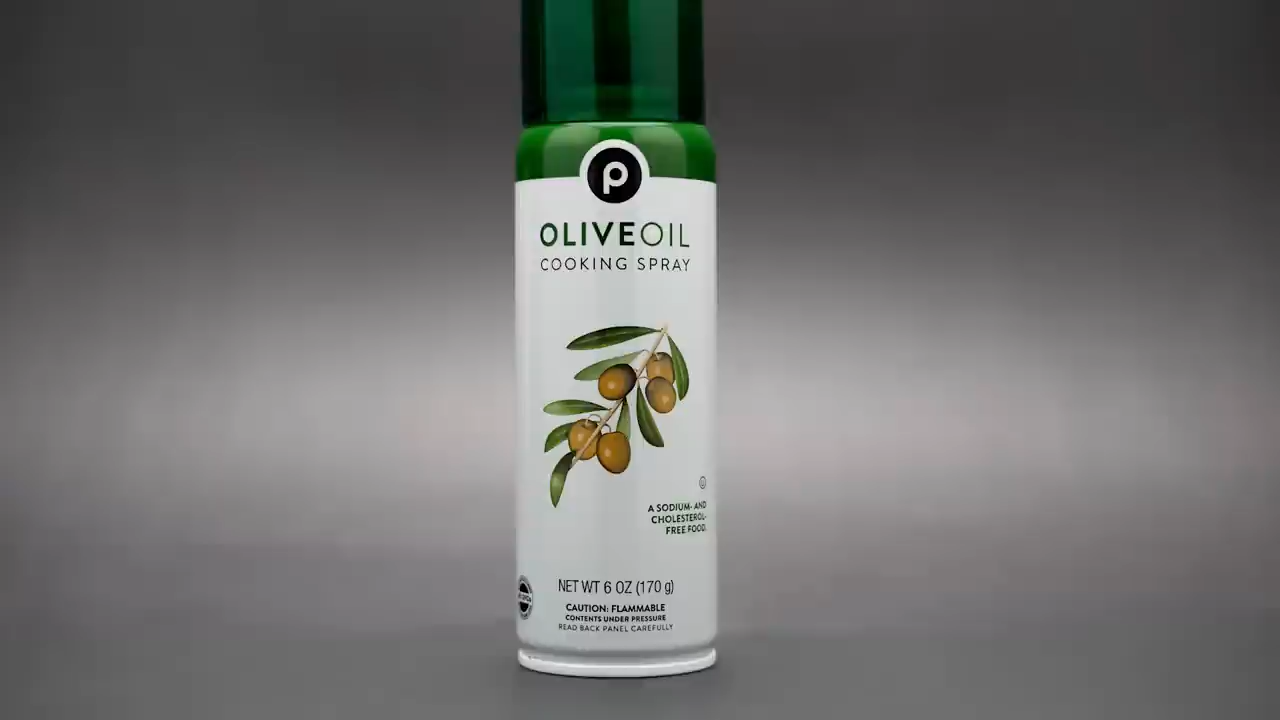 p
OLIVEOIL
COOKING SPRAY
A SODIUM- AND
CHOLESTEROL-
FREE FOOD.
NET WT 6 OZ (170 g)
CAUTION: FLAMMABLE
CONTENTS UNDER PRESSURE
READ BACK PANEL CAREFULLY